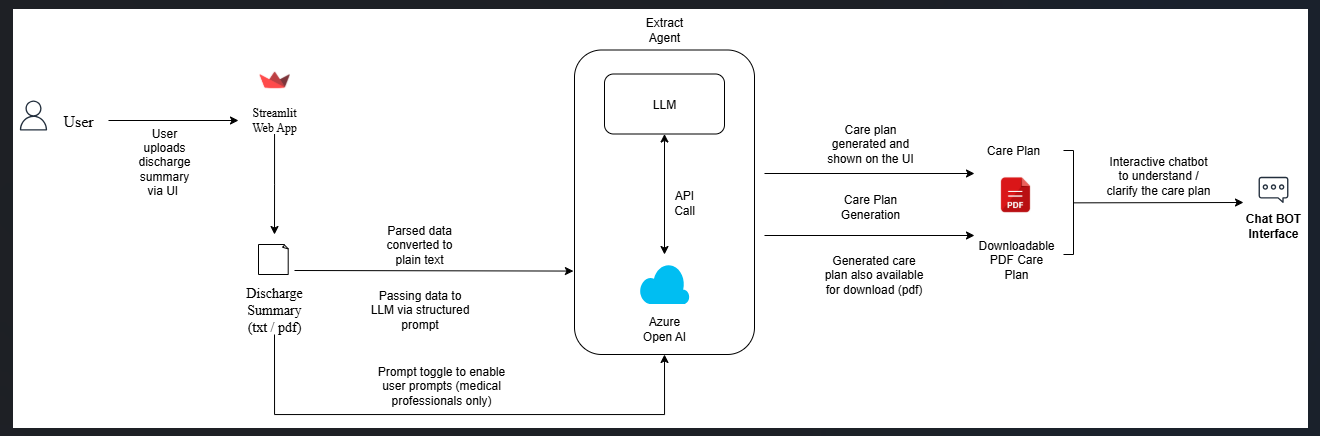 Extract
Agent
LLM
API
Call
Azure
Open AI
User
User
uploads
discharge
summary
via UI
Streamlit
Web App
Discharge
Summary
(txt / pdf)
Parsed data
converted to
plain text
Passing data to
LLM via structured
prompt
Prompt toggle to enable
user prompts (medical
professionals only)
Care plan
generated and
shown on the UI
Care Plan
Generation
Generated care
plan also available
for download (pdf)
Care Plan
PDF
Downloadable
PDF Care
Plan
Interactive chatbot
to understand /
clarify the care plan
Chat BOT
Interface